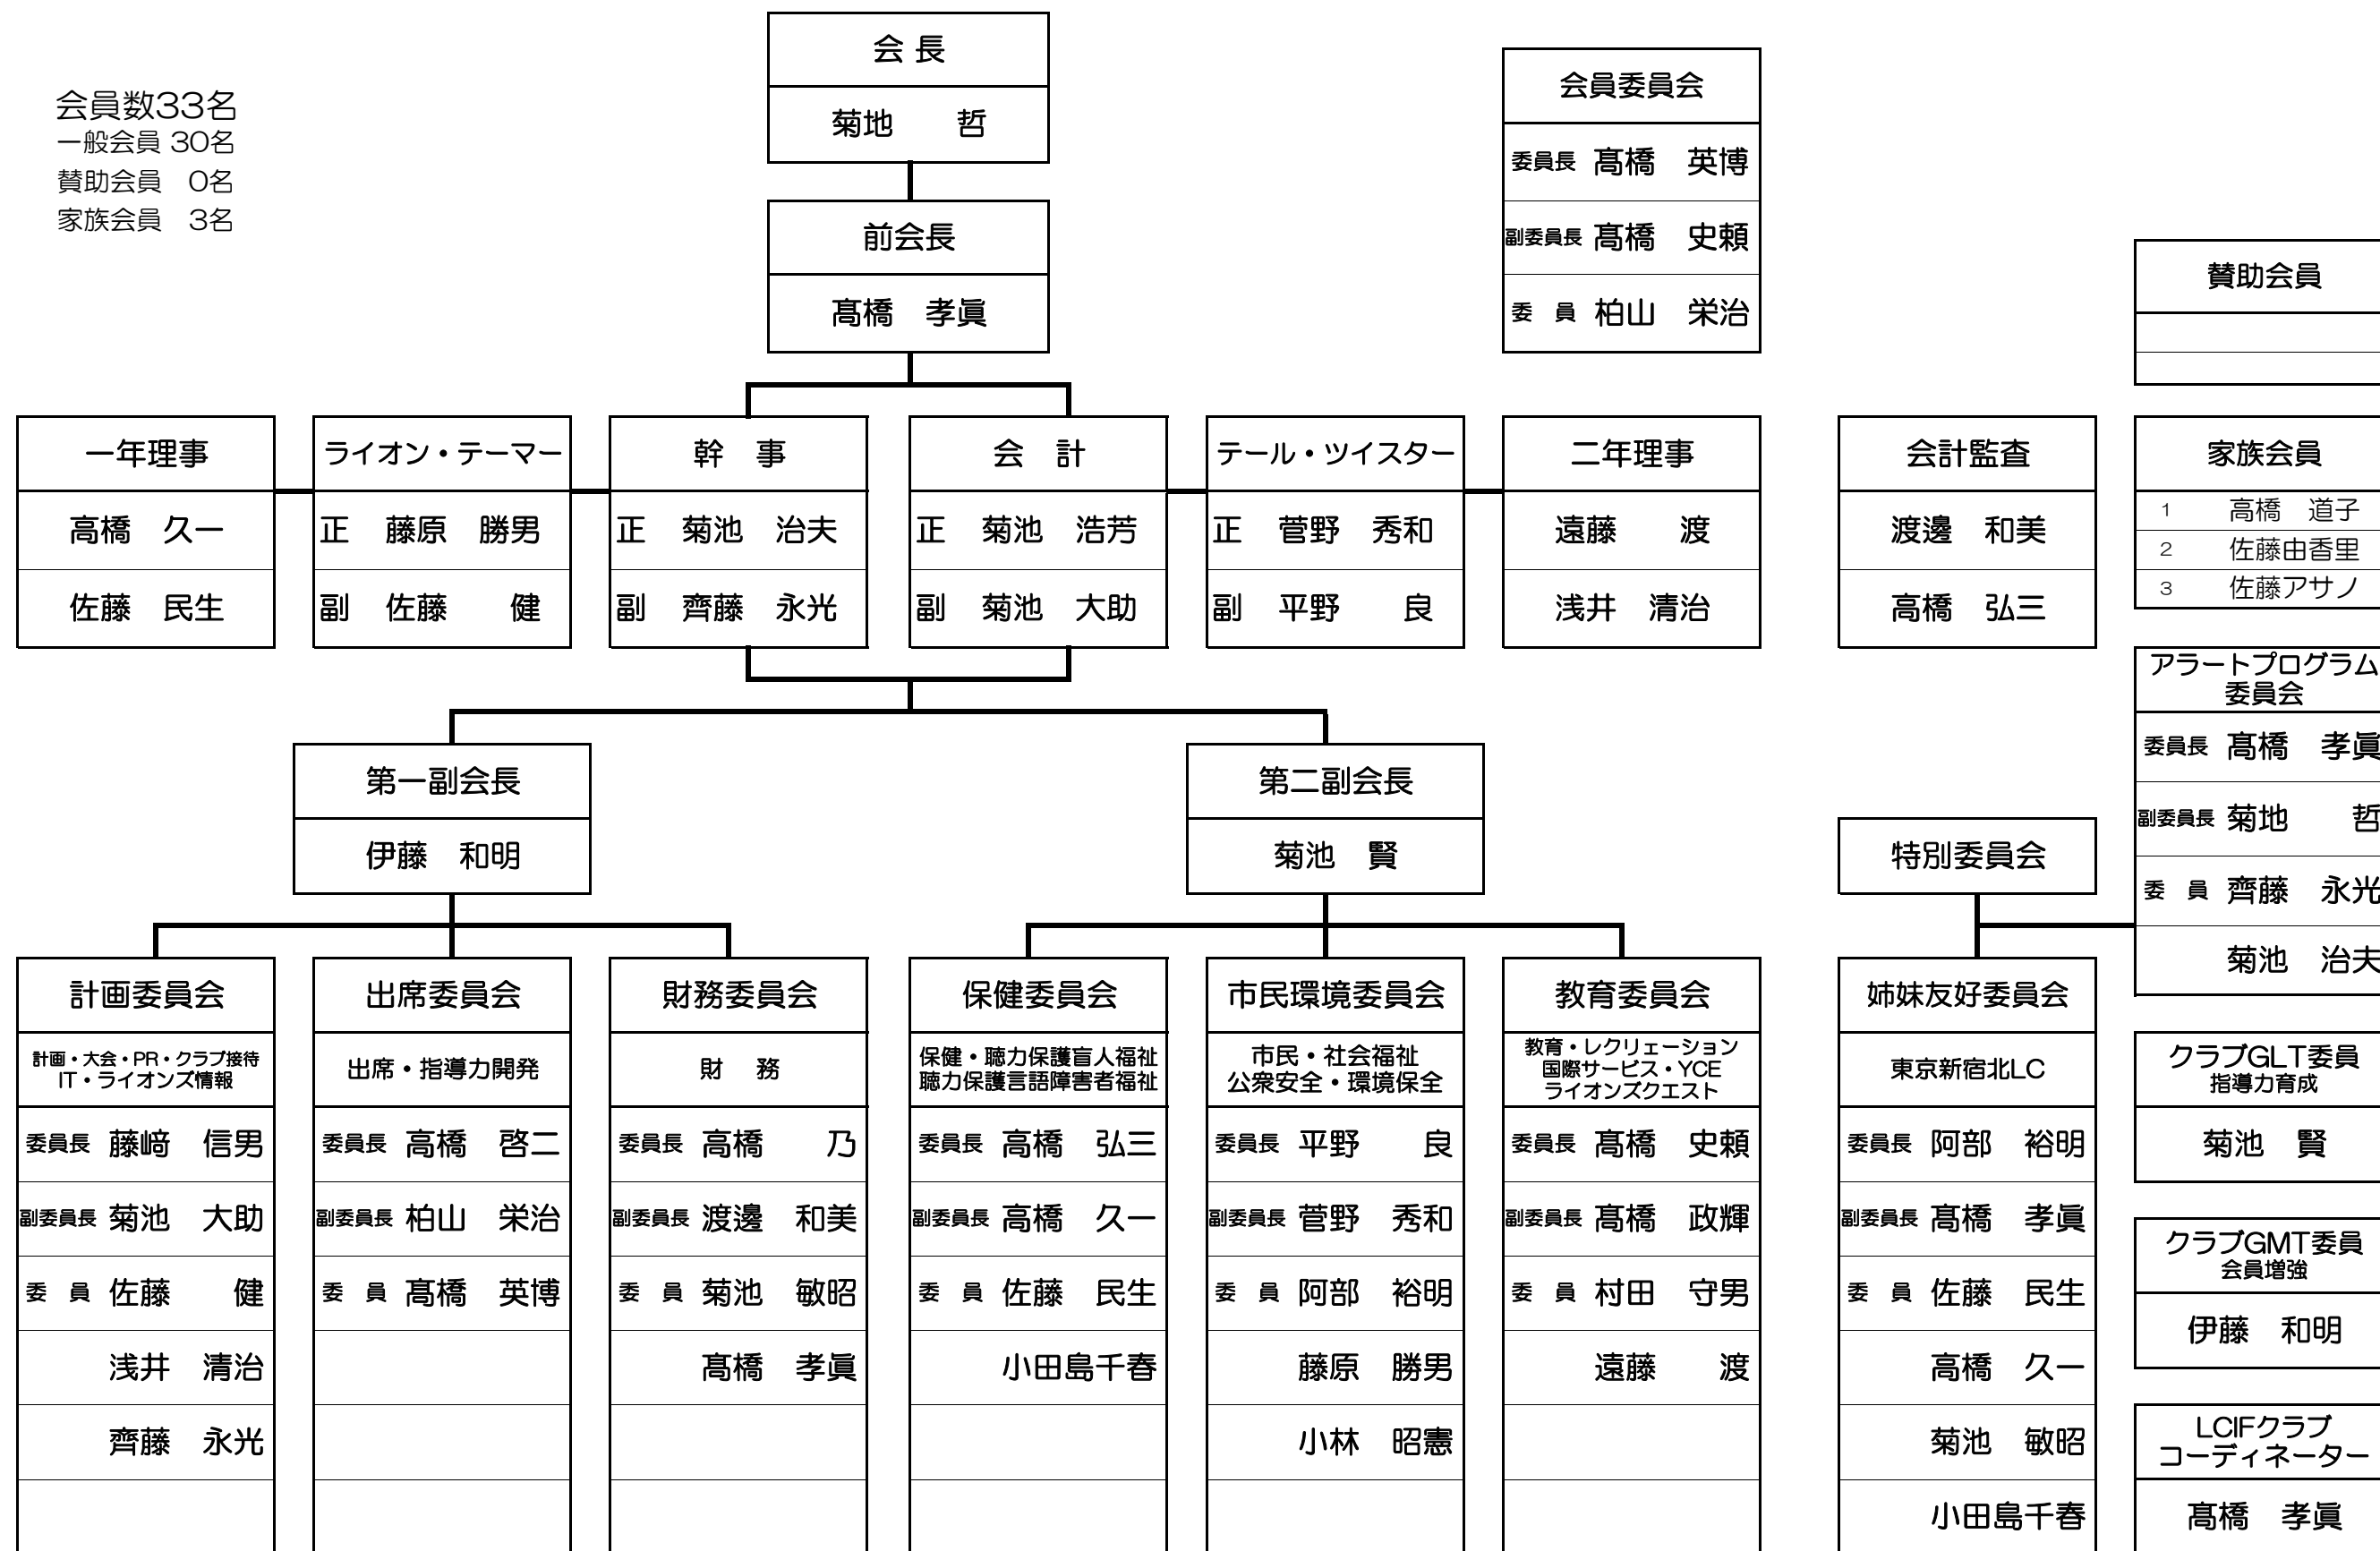 会 長
菊地　　哲
会員数33名
一般会員 30名
賛助会員　0名
家族会員　3名
前会長
髙橋　孝眞
会員委員会
委員長 髙橋　英博
副委員長 髙橋　史頼
委　員 柏山　栄治
賛助会員
一年理事
高橋　久一
佐藤　民生
ライオン・テーマー
正　藤原　勝男
副　佐藤　　健
幹　事
正　菊池　治夫
副　齊藤　永光
会　計
正　菊池　浩芳
副　菊池　大助
テール・ツイスター
正　菅野　秀和
副　平野　　良
二年理事
遠藤　　渡
浅井　清治
会計監査
渡邊　和美
高橋　弘三
家族会員
1　高橋　道子
2　佐藤由香里
3　佐藤アサノ
第一副会長
伊藤　和明
第二副会長
菊池　賢
特別委員会
アラートプログラム
委員会
委員長 髙橋　孝眞
副委員長 菊地　　哲
委　員 齊藤　永光
菊池　治夫
計画委員会
計画・大会・PR・クラブ接待
IT・ライオンズ情報
委員長 藤﨑　信男
副委員長 菊池　大助
委　員 佐藤　　健
浅井　清治
齊藤　永光
出席委員会
出席・指導力開発
委員長 高橋　啓二
副委員長 柏山　栄治
委　員 髙橋　英博
財務委員会
財　務
委員長 高橋　　乃
副委員長 渡邊　和美
委　員 菊池　敏昭
髙橋　孝眞
保健委員会
保健・聴力保護盲人福祉
聴力保護言語障害者福祉
委員長 高橋　弘三
副委員長 高橋　久一
委　員 佐藤　民生
小田島千春
市民環境委員会
市民・社会福祉
公衆安全・環境保全
委員長 平野　　良
副委員長 菅野　秀和
委　員 阿部　裕明
藤原　勝男
小林　昭憲
教育委員会
教育・レクリェーション
国際サービス・YCE
ライオンズクエスト
委員長 髙橋　史頼
副委員長 髙橋　政輝
委　員 村田　守男
遠藤　　渡
姉妹友好委員会
東京新宿北LC
委員長 阿部　裕明
副委員長 髙橋　孝眞
委　員 佐藤　民生
高橋　久一
菊池　敏昭
小田島千春
クラブGLT委員
指導力育成
菊池　賢
クラブGMT委員
会員増強
伊藤　和明
LCIFクラブ
コーディネーター
髙橋　孝眞